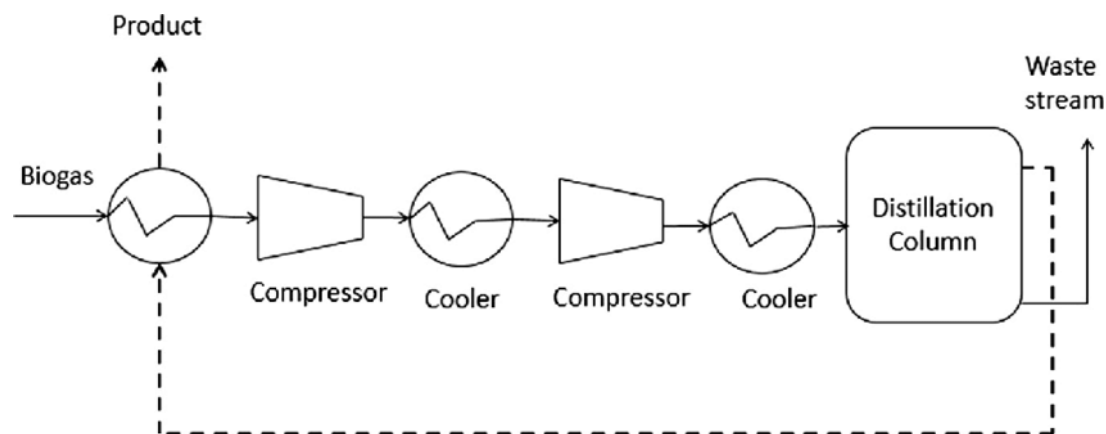 Product
Waste
stream
Biogas
Distillation
Column
Compressor
Cooler
Compressor
Cooler